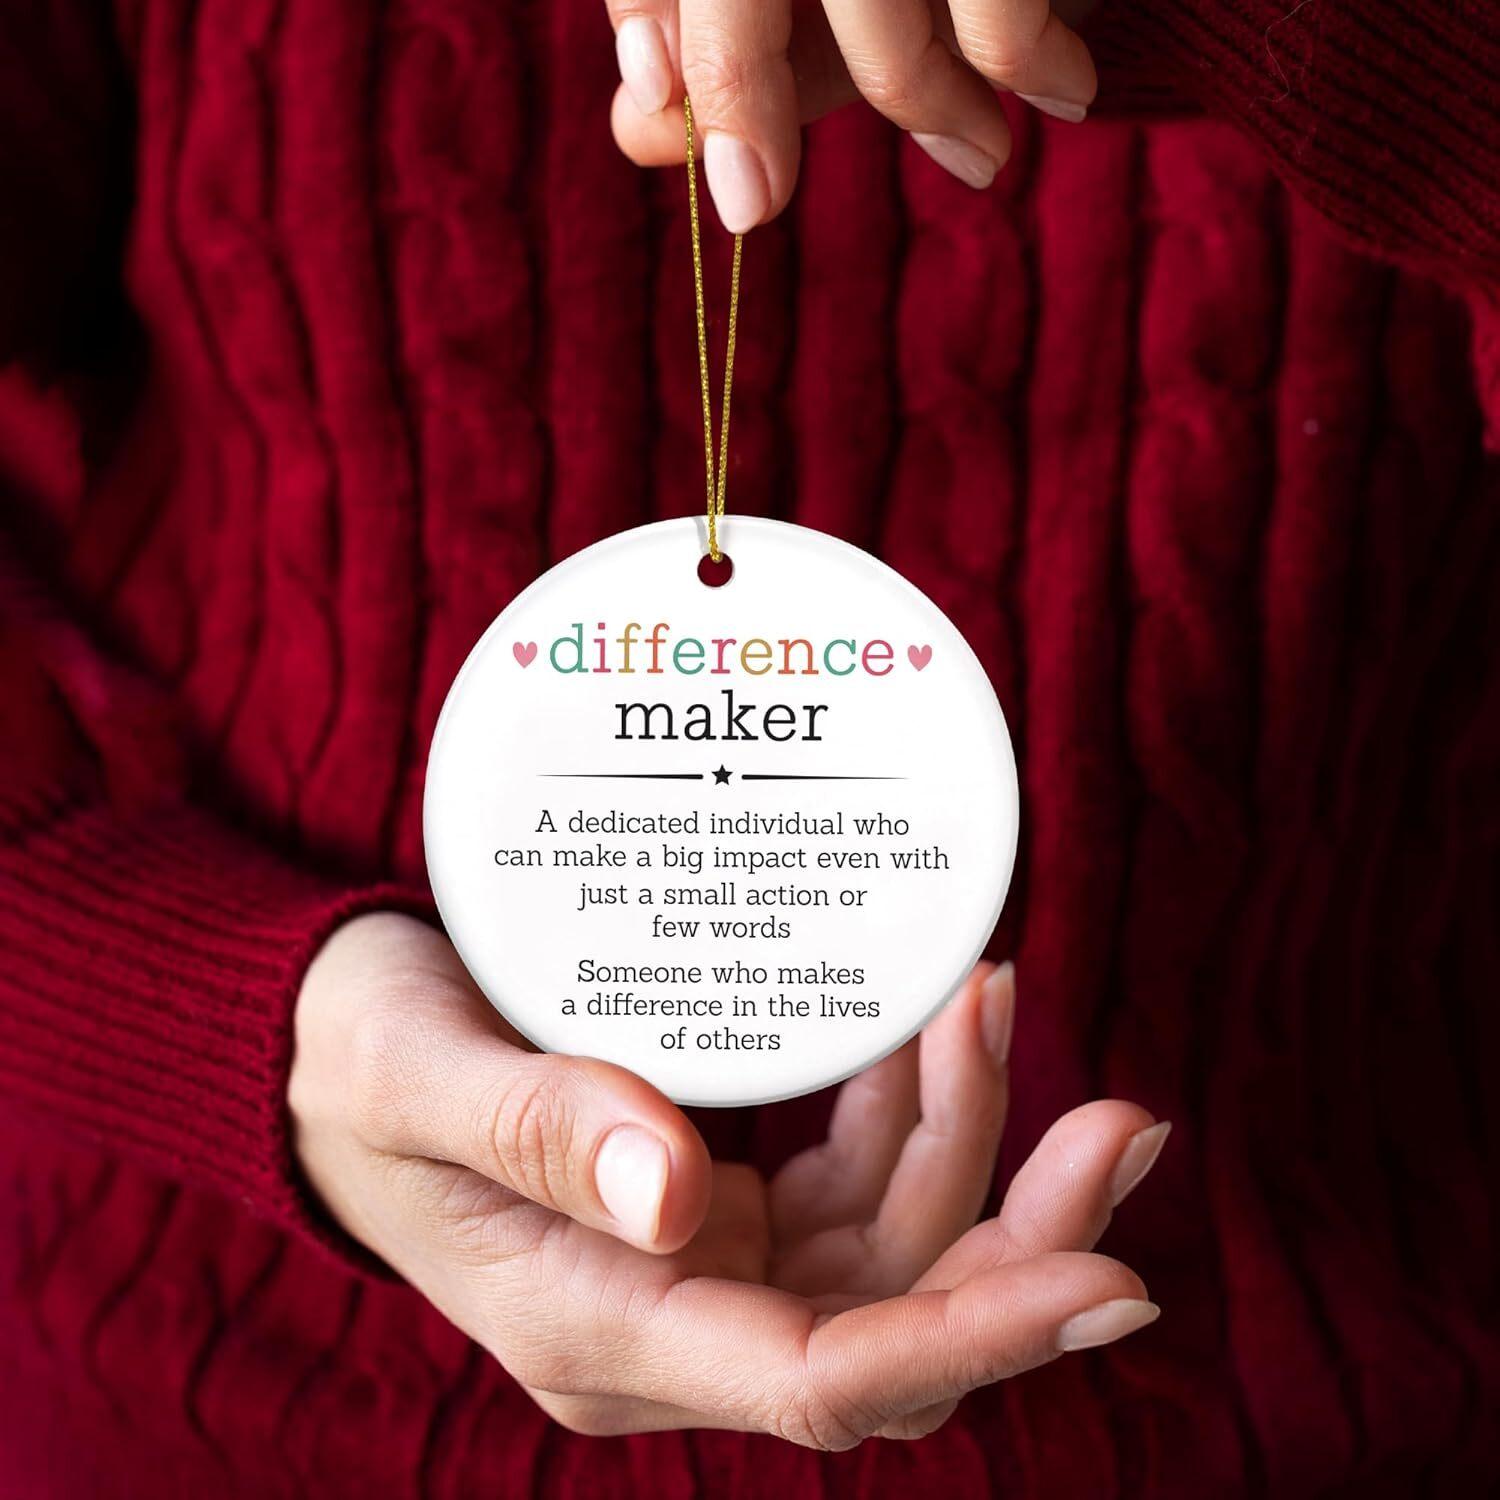 difference
maker
A dedicated individual who
can make a big impact even with
just a small action or
few words
Someone who makes
a difference in the lives
of others